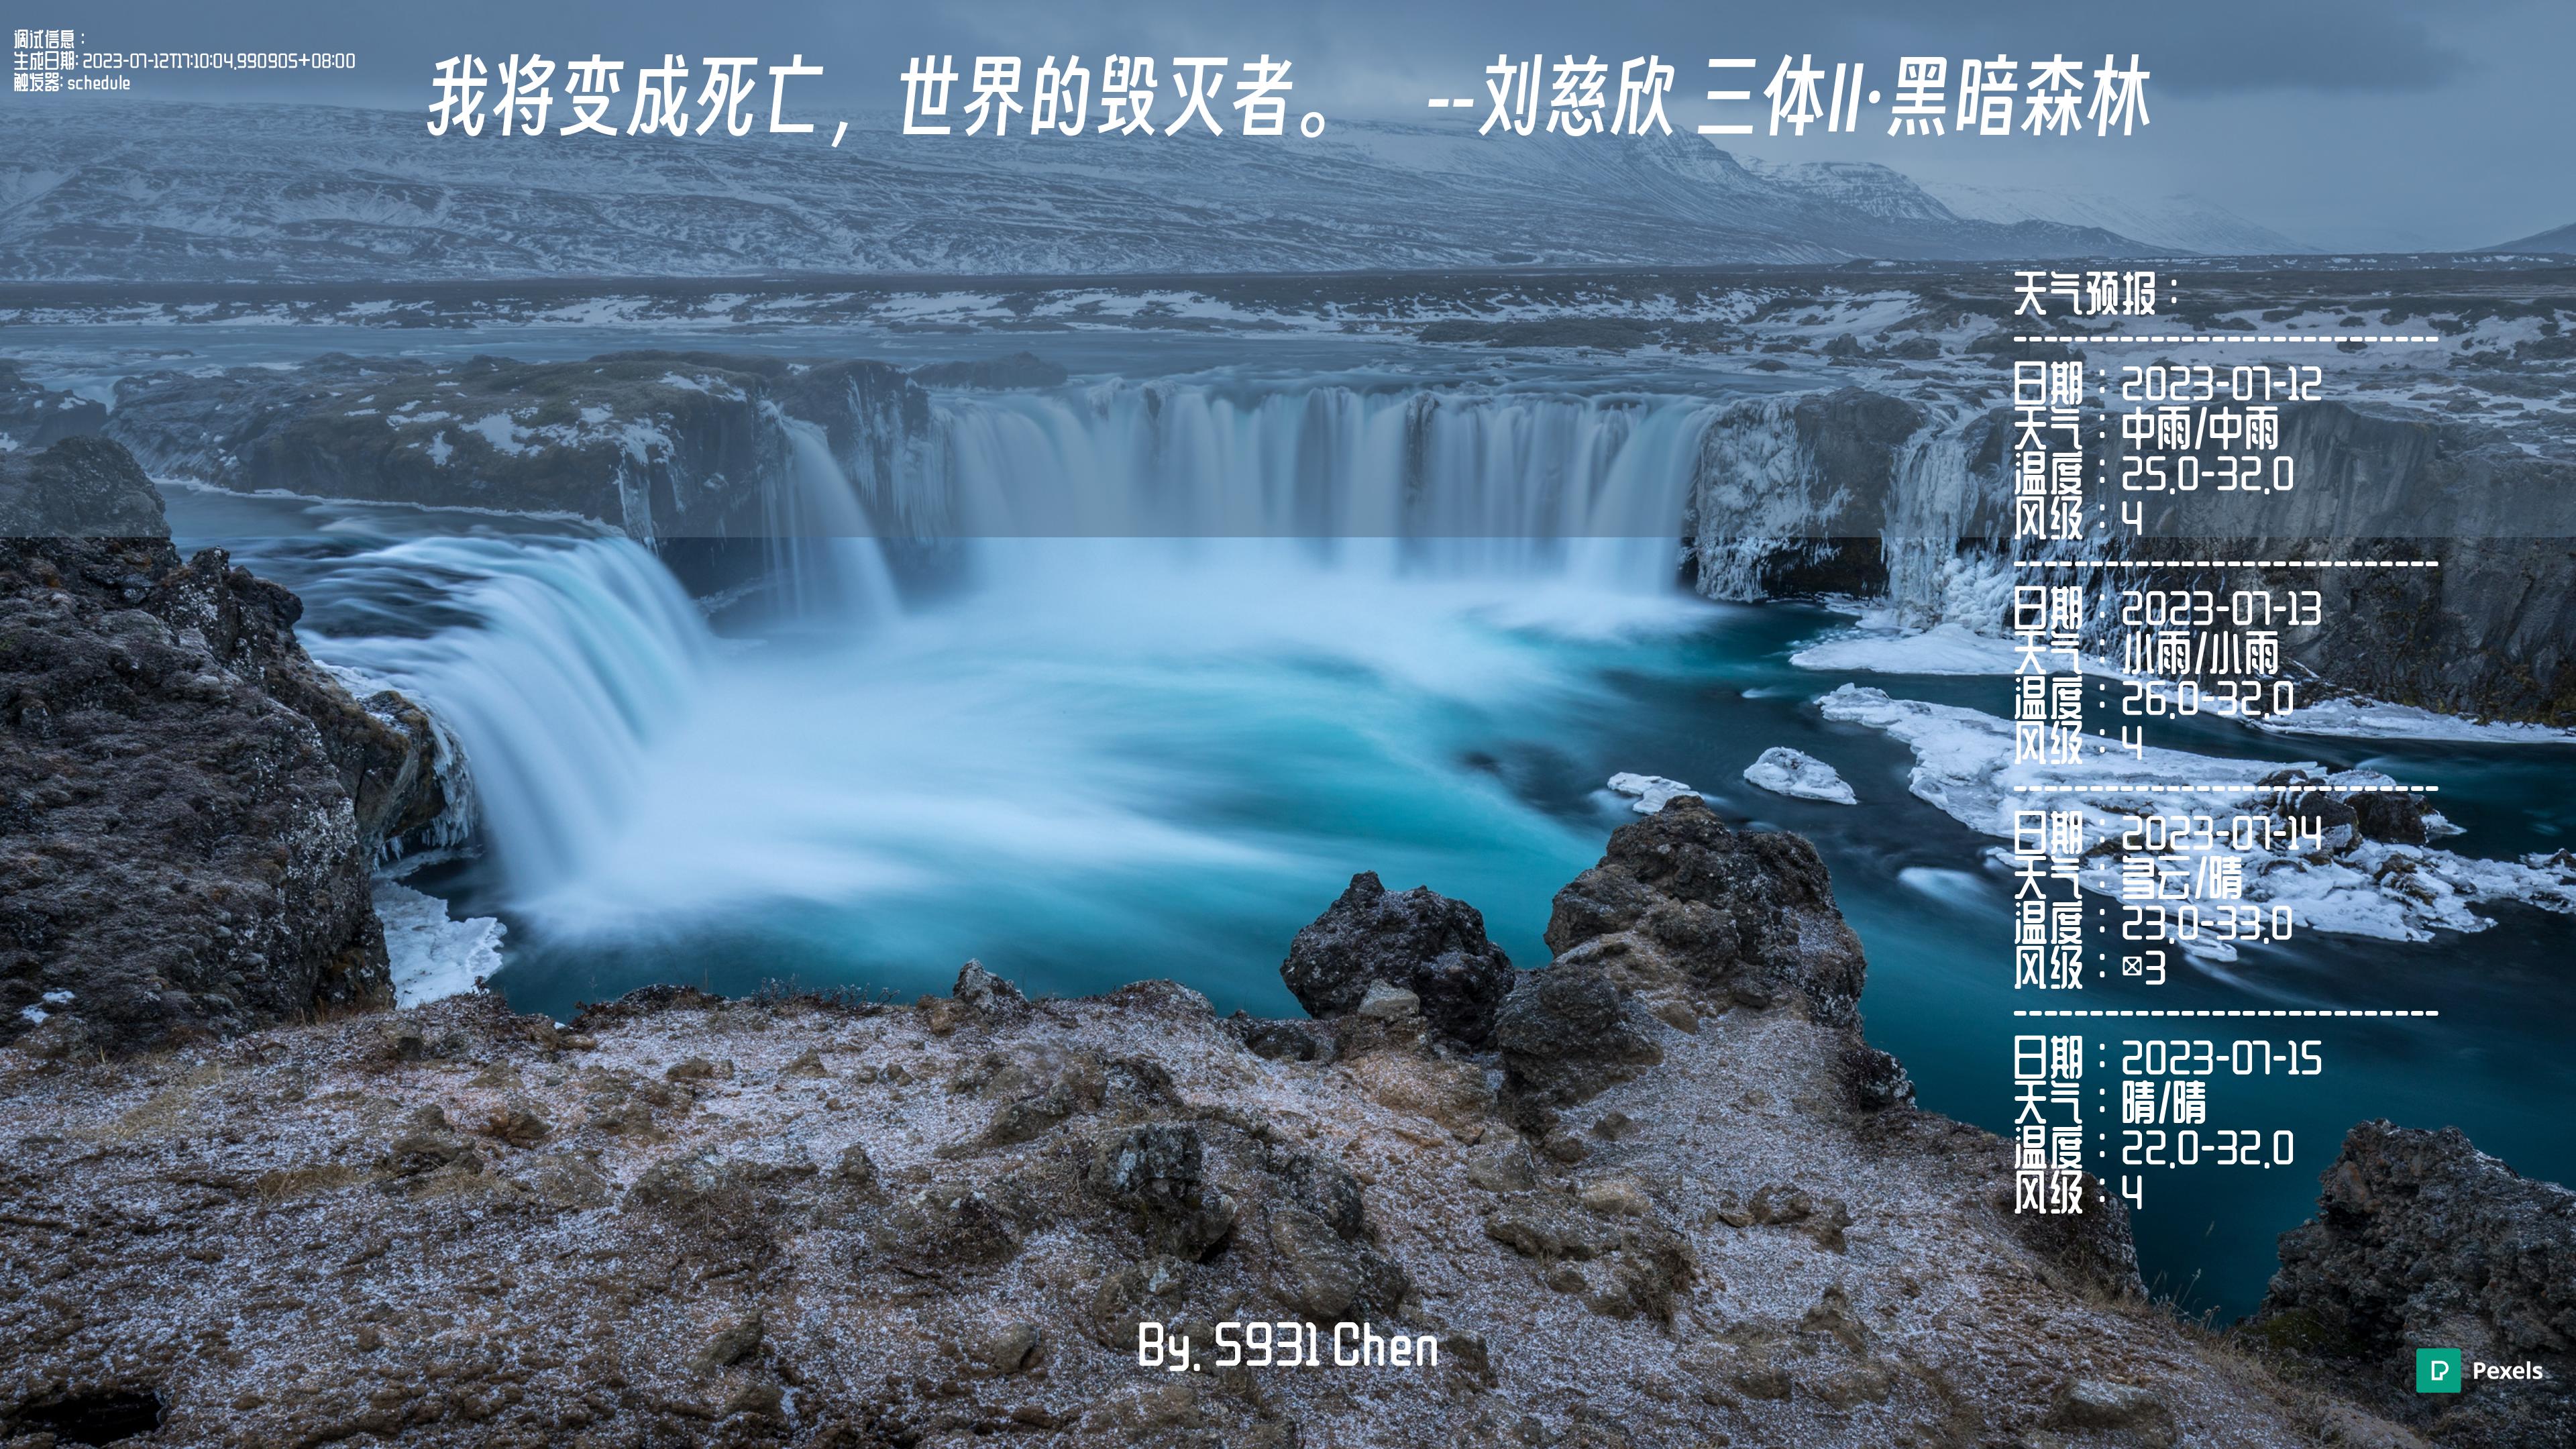 调试信息：
生成日期: 2023-07-12T17:10:04.990905+08:00
触发器: schedule
我将变成死亡，世界的毁灭者。 --刘慈欣 三体II·黑暗森林
天气预报：
----------------------------
日期：2023-07-12
天气：中雨/中雨
温度：25.0-32.0
风级：4
----------------------------
日期：2023-07-13
天气：小雨/小雨
温度：26.0-32.0
风级：4
----------------------------
日期：2023-07-14
天气：多云/晴
温度：23.0-33.0
风级：☒3
----------------------------
日期：2023-07-15
天气：晴/晴
温度：22.0-32.0
风级：4
By. S931 Chen
Pexels